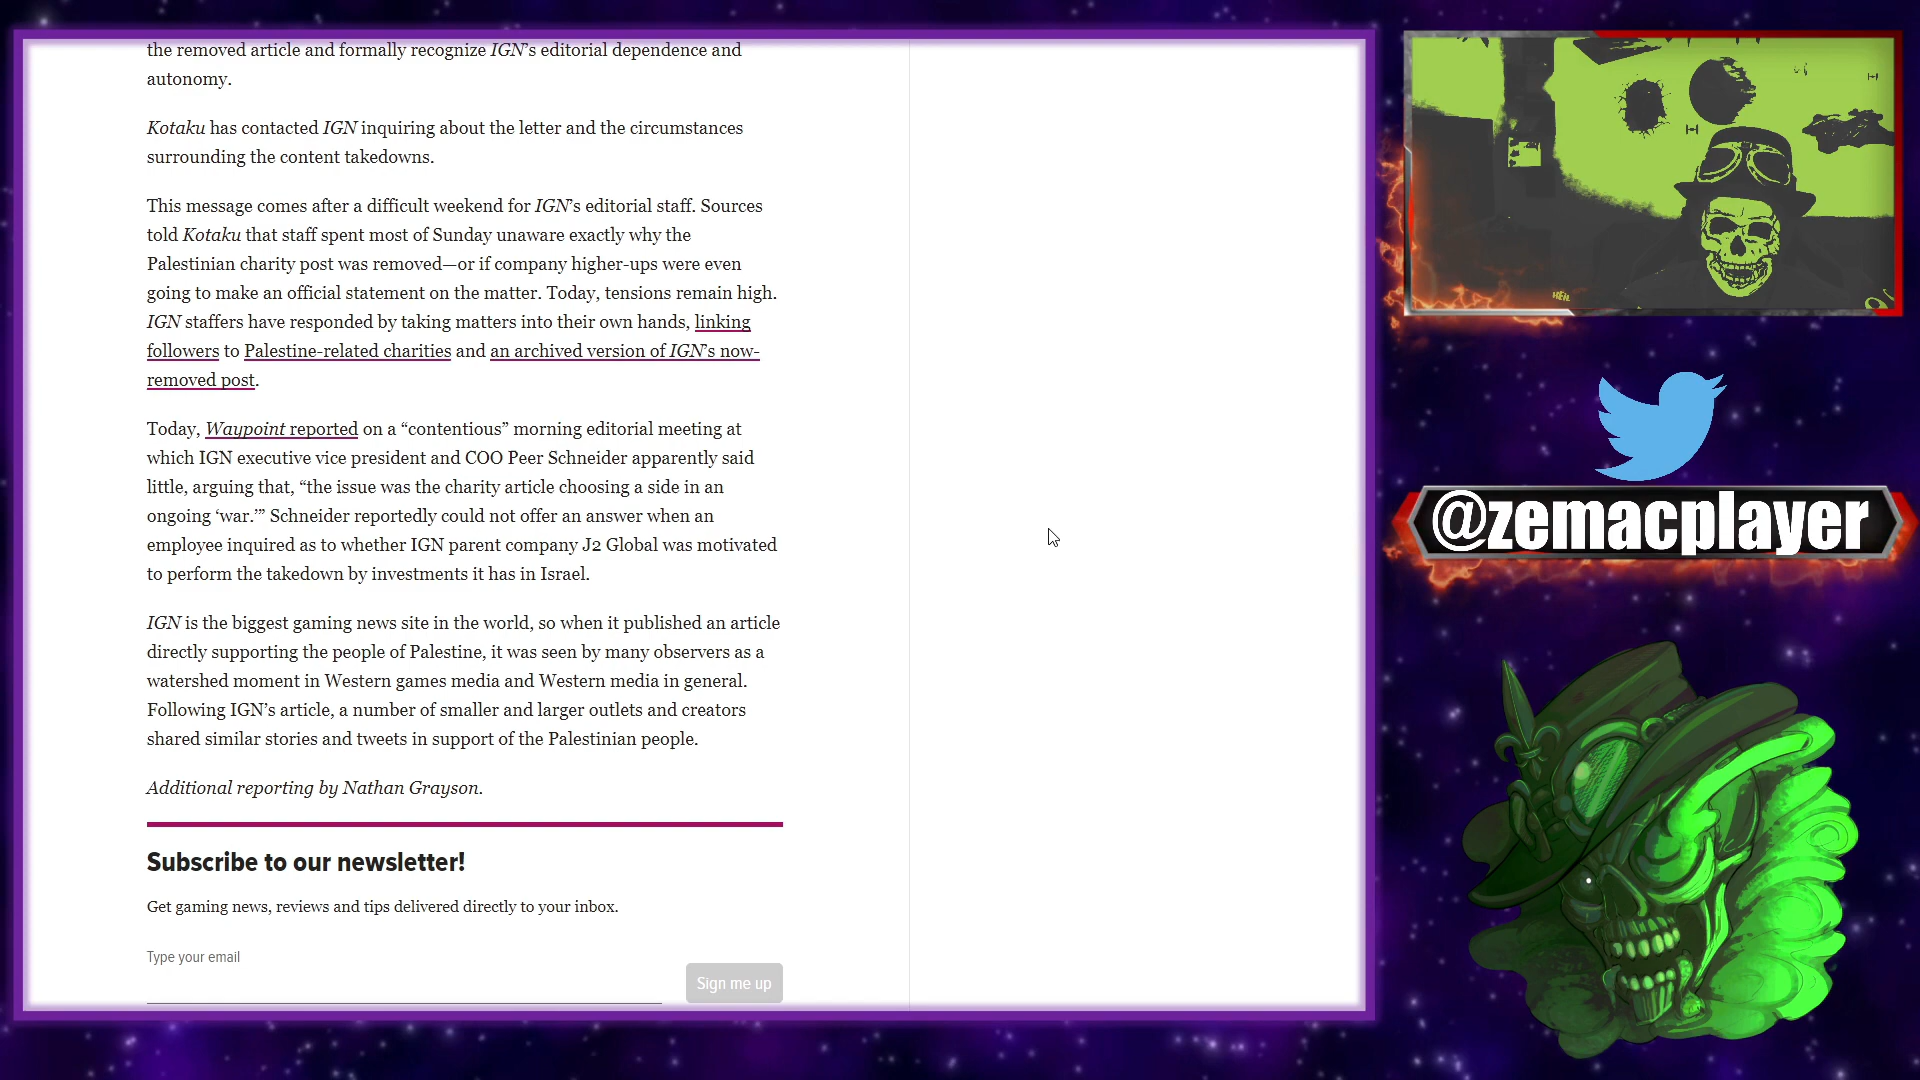 the removed article and formally recognize IGN’s editorial dependence and
autonomy.
Kotaku has contacted IGN inquiring about the letter and the circumstances
surrounding the content takedowns.
This message comes after a difficult weekend for IGN’s editorial staff. Sources
told Kotaku that staff spent most of Sunday unaware exactly why the
Palestinian charity post was removed—or if company higher-ups were even
going to make an official statement on the matter. Today, tensions remain high.
IGN staffers have responded by taking matters into their own hands, linking
followers to Palestine-related charities and an archived version of IGN’s now-
removed post.
Today, Waypoint reported on a “contentious” morning editorial meeting at
which IGN executive vice president and COO Peer Schneider apparently said
little, arguing that, “the issue was the charity article choosing a side in an
ongoing ‘war.’” Schneider reportedly could not offer an answer when an
employee inquired as to whether IGN parent company J2 Global was motivated
to perform the takedown by investments it has in Israel.
IGN is the biggest gaming news site in the world, so when it published an article
directly supporting the people of Palestine, it was seen by many observers as a
watershed moment in Western games media and Western media in general.
Following IGN’s article, a number of smaller and larger outlets and creators
shared similar stories and tweets in support of the Palestinian people.
Additional reporting by Nathan Grayson.
Subscribe to our newsletter!
Get gaming news, reviews and tips delivered directly to your inbox.
Type your email
Sign me up
@zemacplayer